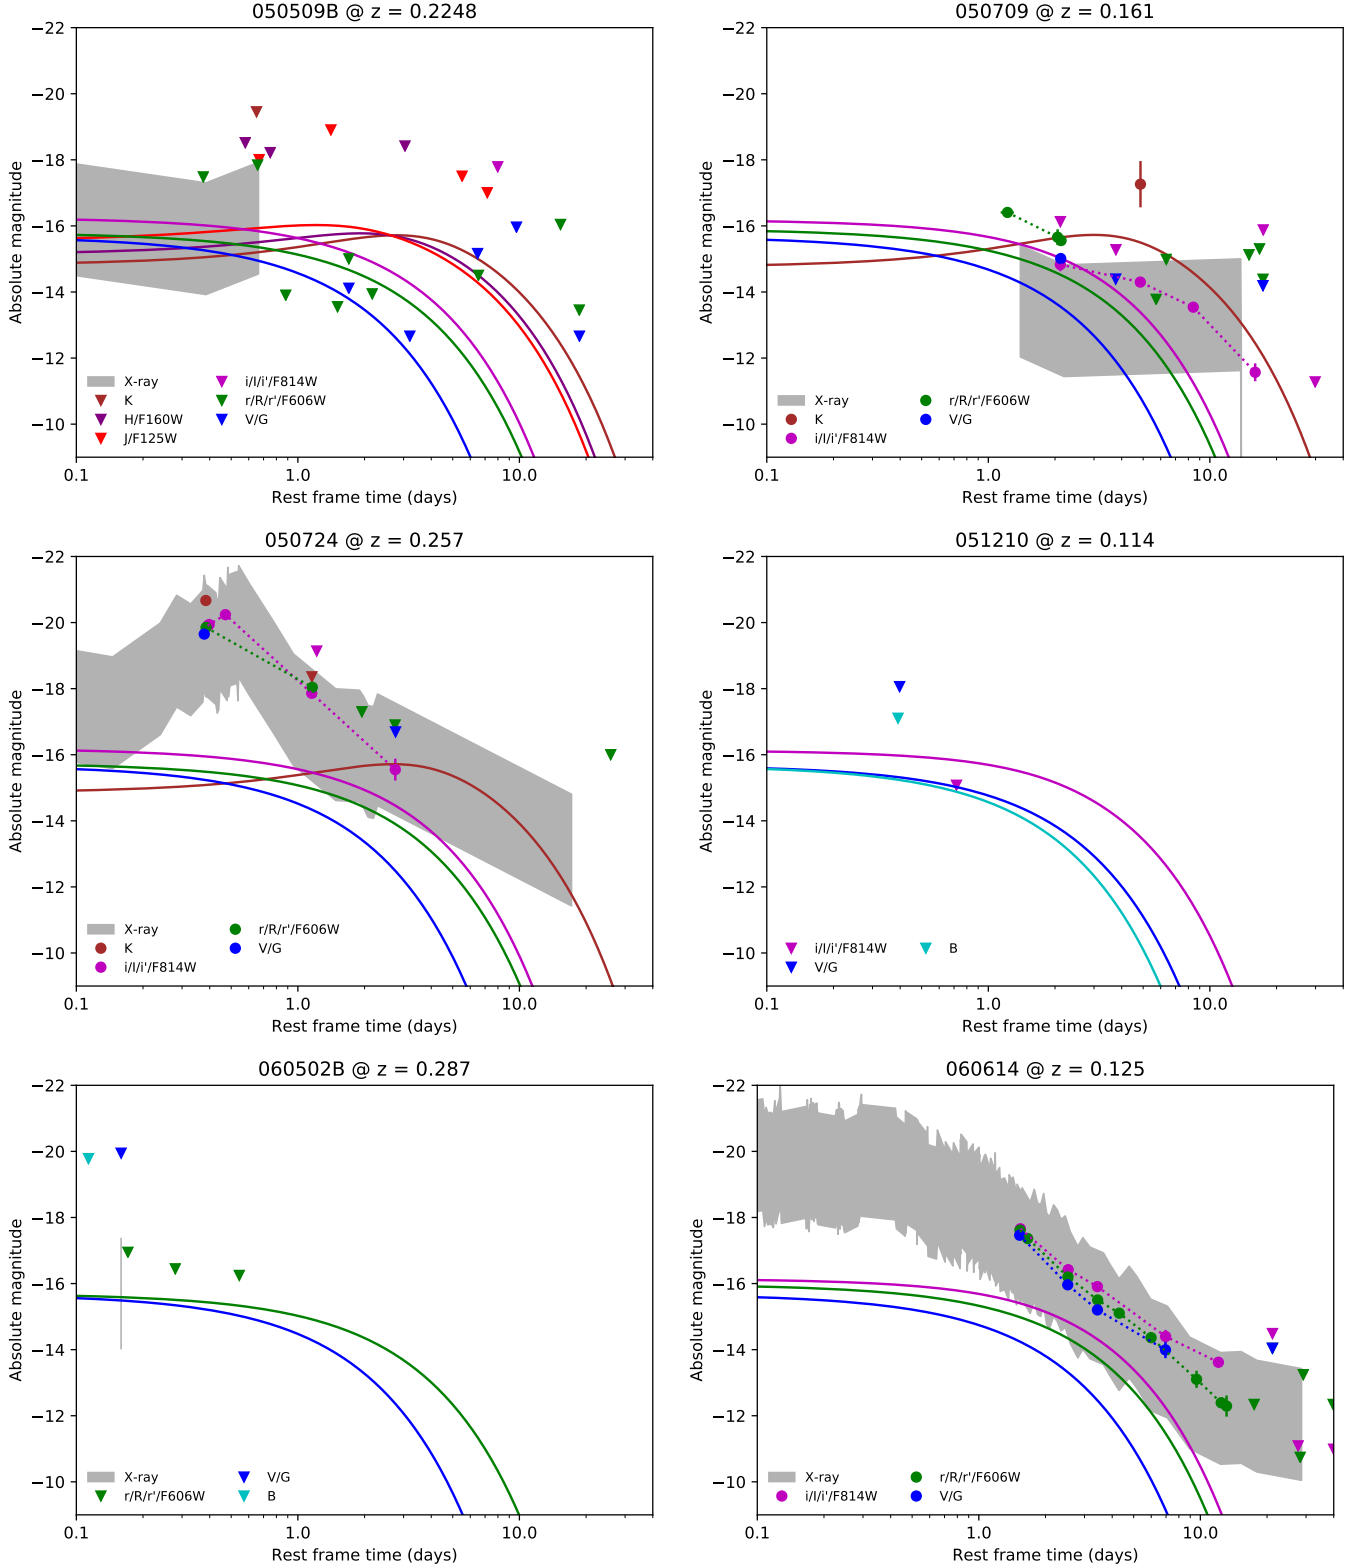 050509B @ z = 0.2248
−22
−20
−18
−16
−14
−12
−10
Absolute magnitude
X-ray
K
H/F160W
J/F125W
i/I/i'/F814W
r/R/r'/F606W
V/G
0.1
1.0
10.0
Rest frame time (days)
050709 @ z = 0.161
−22
−20
−18
−16
−14
−12
−10
Absolute magnitude
X-ray
K
i/I/i'/F814W
r/R/r'/F606W
V/G
0.1
1.0
10.0
Rest frame time (days)
050724 @ z = 0.257
−22
−20
−18
−16
−14
−12
−10
Absolute magnitude
X-ray
K
i/I/i'/F814W
r/R/r'/F606W
V/G
0.1
1.0
10.0
Rest frame time (days)
051210 @ z = 0.114
−22
−20
−18
−16
−14
−12
−10
Absolute magnitude
i/I/i'/F814W
V/G
B
0.1
1.0
10.0
Rest frame time (days)
060502B @ z = 0.287
−22
−20
−18
−16
−14
−12
−10
Absolute magnitude
X-ray
r/R/r'/F606W
V/G
B
0.1
1.0
10.0
Rest frame time (days)
060614 @ z = 0.125
−22
−20
−18
−16
−14
−12
−10
Absolute magnitude
X-ray
i/I/i'/F814W
r/R/r'/F606W
V/G
0.1
1.0
10.0
Rest frame time (days)